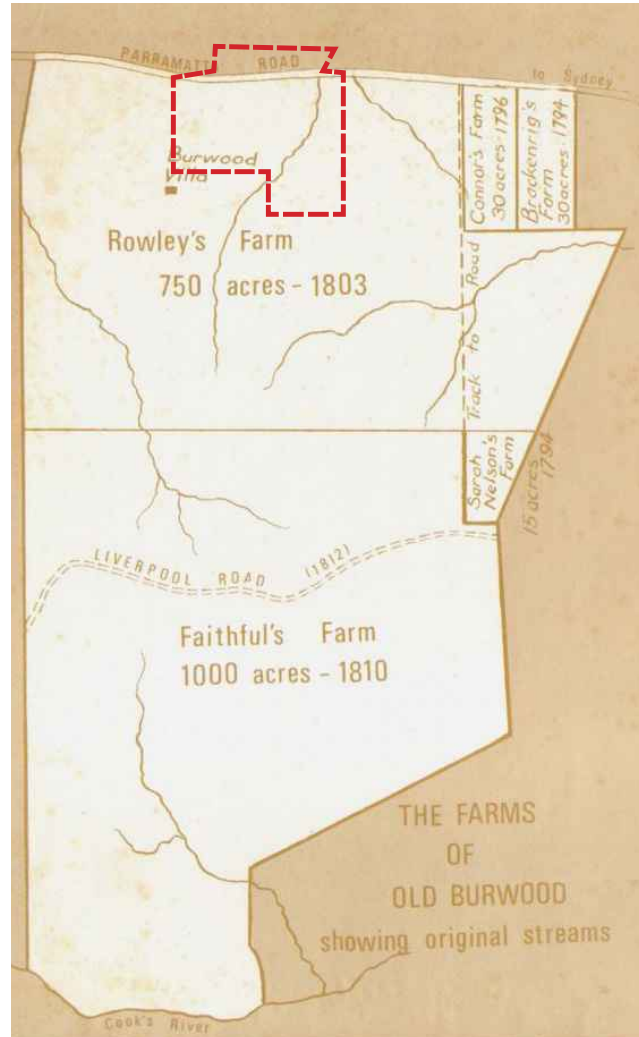 PARRAMATTA ROAD
to Sydney
Connor's Farm
30 acres · 1796
Brackenrig's
Farm
30acres · 1794
Burwood
Villa
Rowley's Farm
750 acres - 1803
Track to Road
Sarah
Nelson's
Farm
15 acres
1794
LIVERPOOL ROAD (1812)
Faithful's Farm
1000 acres - 1810
THE FARMS
OF
OLD BURWOOD
showing original streams
Cook's River